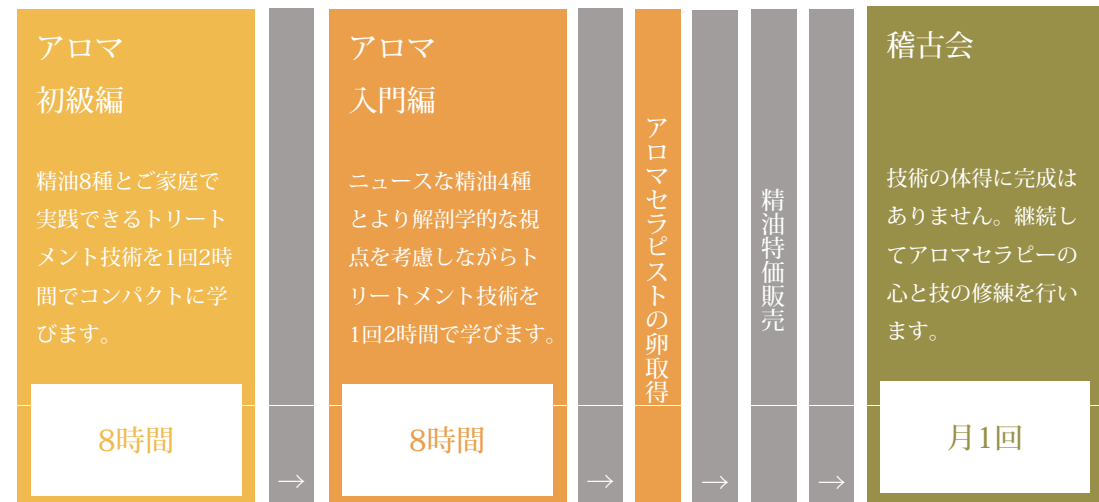 アロマ
初級編
精油8種とご家庭で
実践できるトリート
メント技術を1回2時
間でコンパクトに学
びます。
8時間
→
アロマ
入門編
ニュースな精油4種
とより解剖学的な視
点を考慮しながらト
リートメント技術を
1回2時間で学びます。
8時間
→
アロマセラピストの卵取得
→
精油特価販売
→
稽古会
技術の体得に完成は
ありません。継続し
てアロマセラピーの
心と技の修練を行い
ます。
月1回